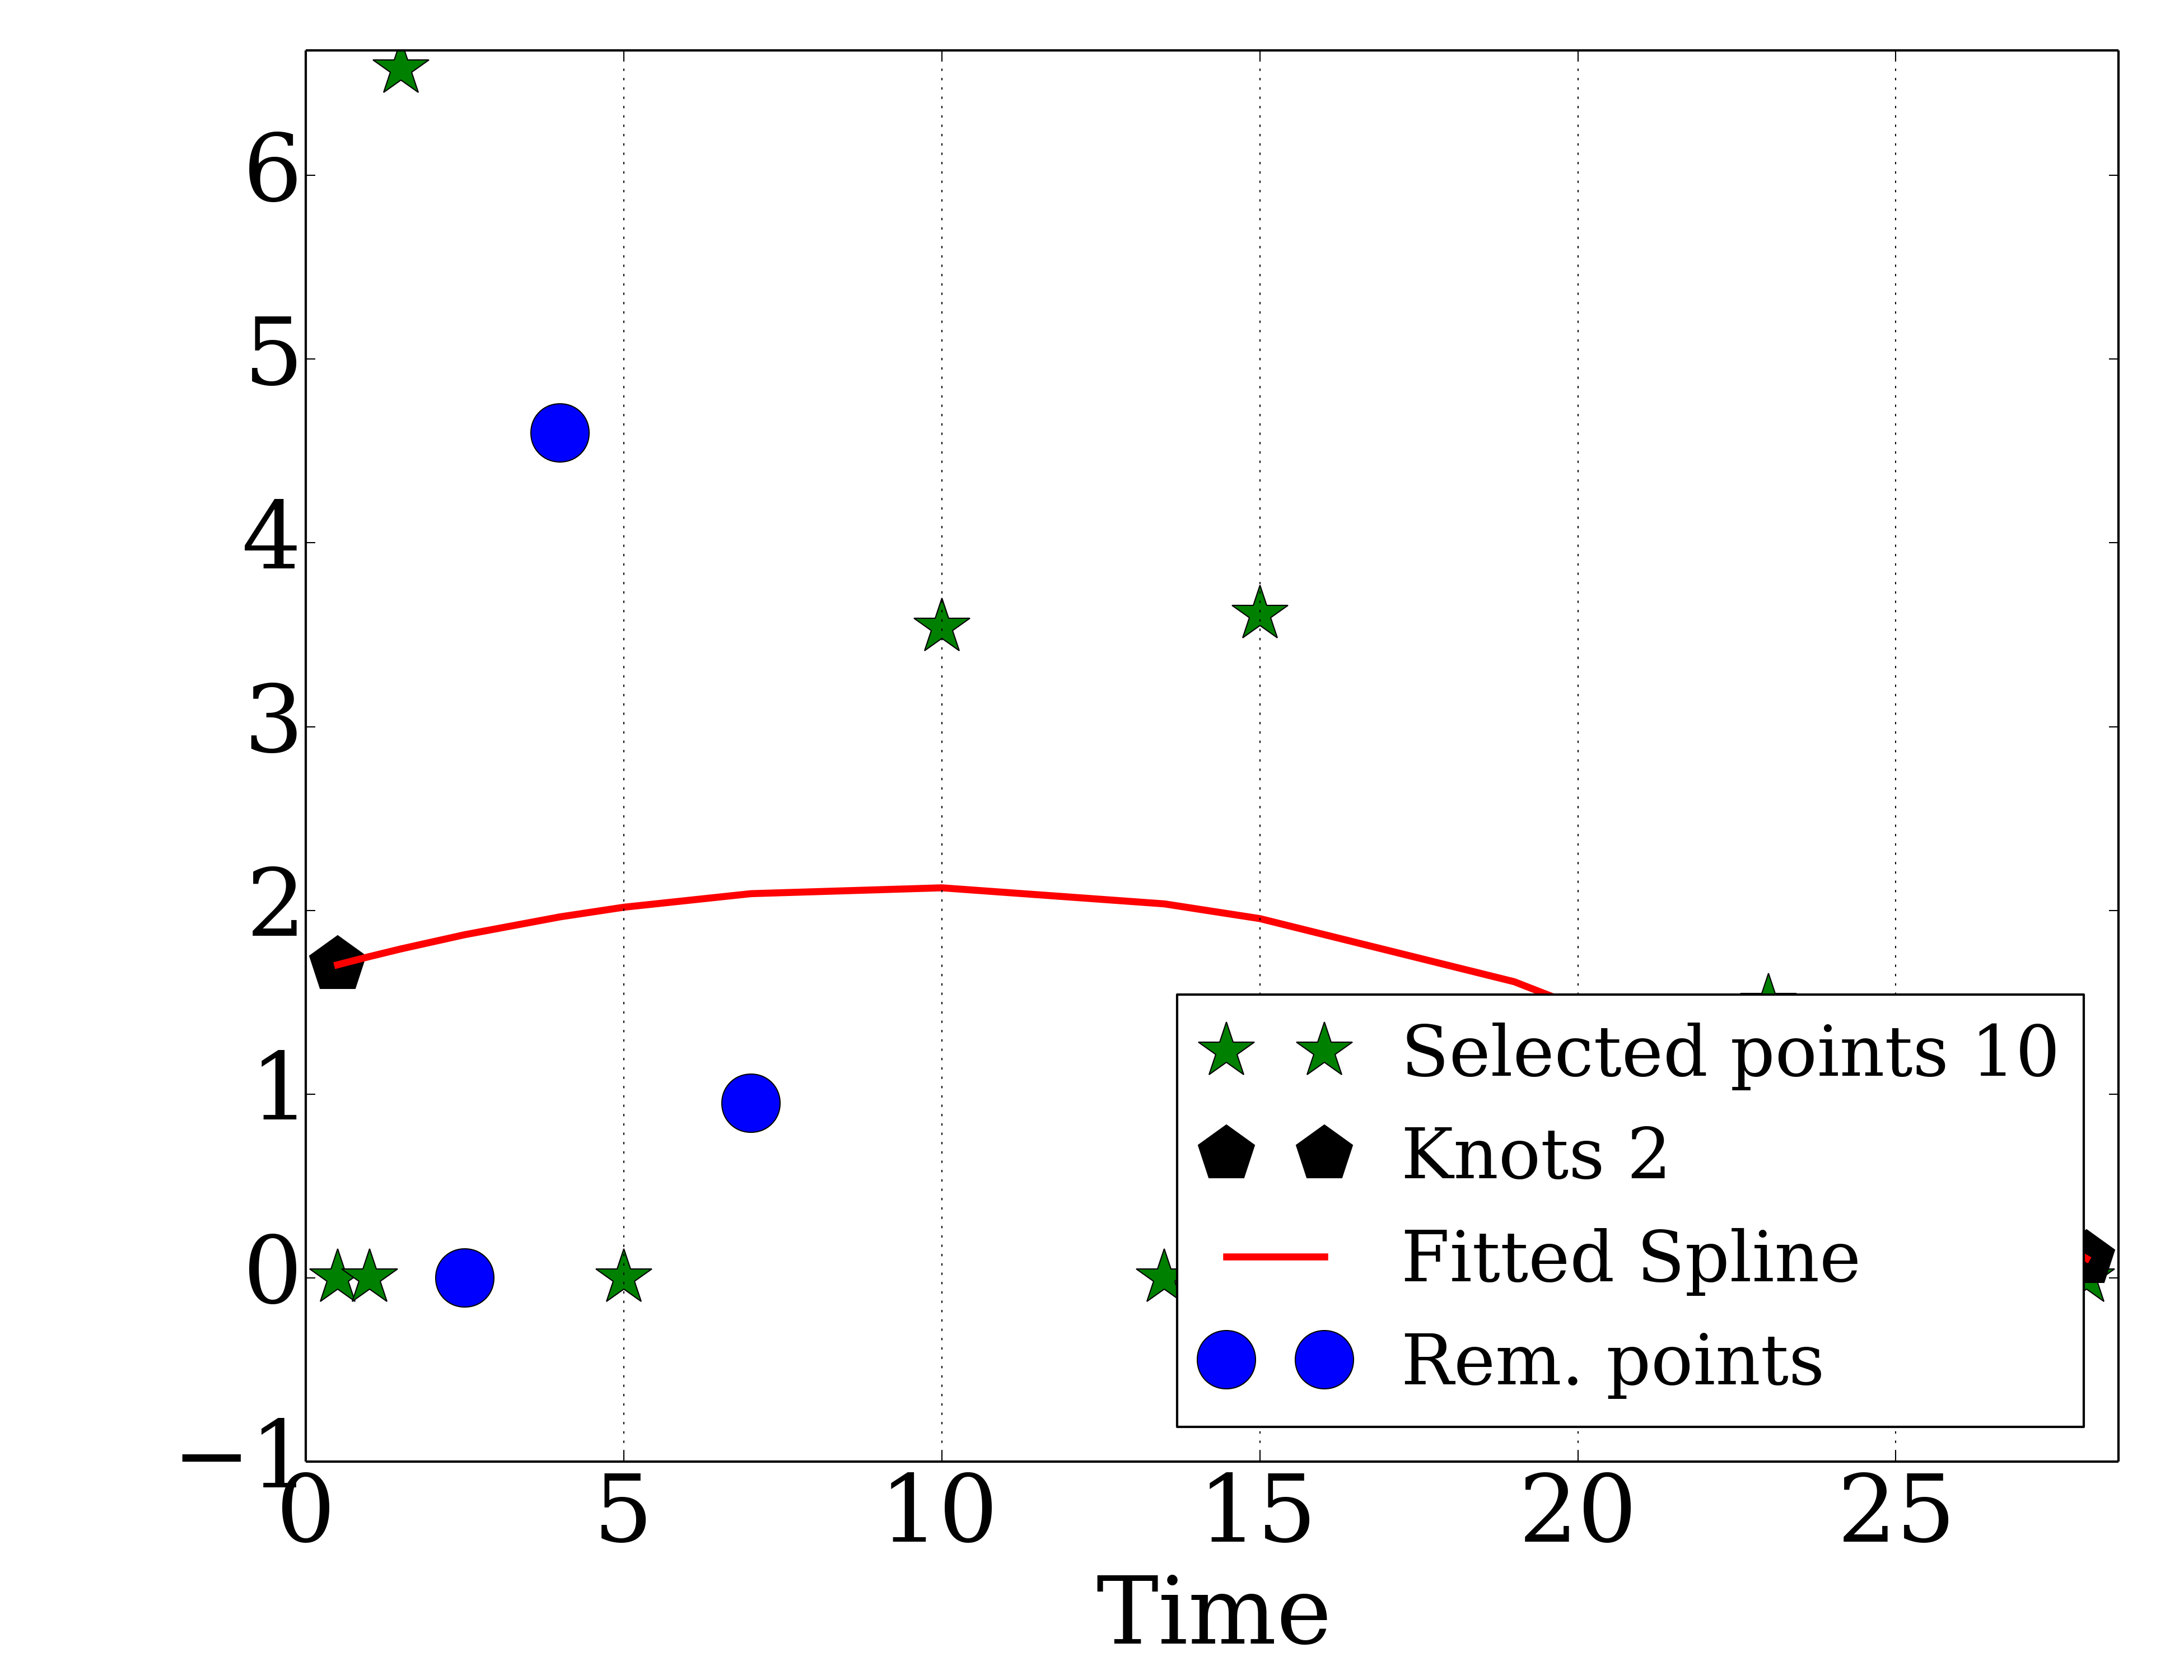 6
5
4
3
2
1
0
−1
Selected points 10
Knots 2
Fitted Spline
Rem. points
0 5 10 15 20 25
Time